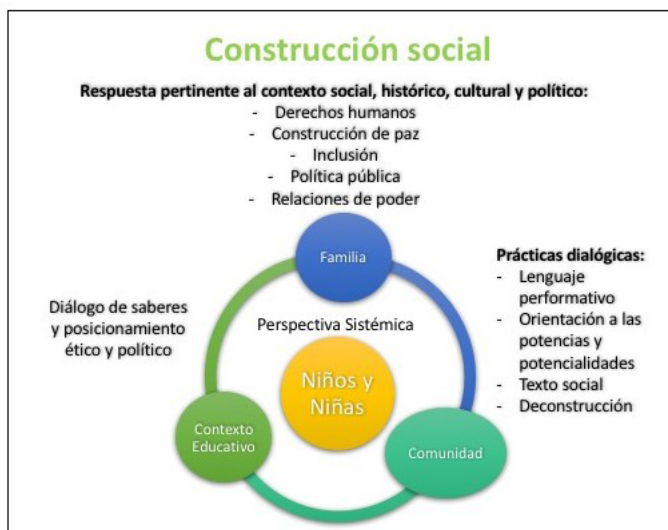 Construcción social
Respuesta pertinente al contexto social, histórico, cultural y político:
- Derechos humanos
- Construcción de paz
- Inclusión
- Política pública
- Relaciones de poder
Familia
Prácticas dialógicas:
- Lenguaje
performativo
- Orientación a las
potencias y
potencialidades
- Texto social
- Deconstrucción
Diálogo de saberes
y posicionamiento
ético y político
Perspectiva Sistémica
Niños y
Niñas
Contexto
Educativo
Comunidad